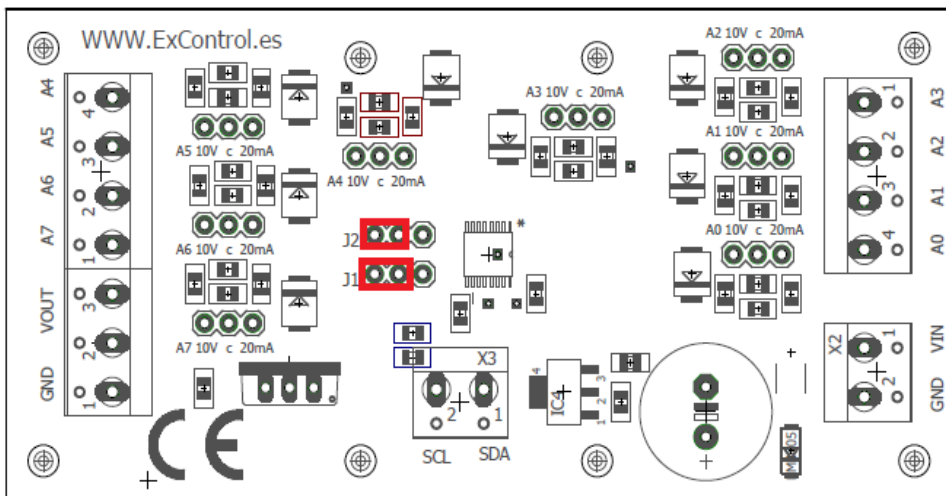 WWW.ExControl.es
A4
A5
A6
A7
VOUT
GND
4
3
2
1
3
2
1
A5 10V c 20mA
A6 10V c 20mA
A7 10V c 20mA
A4 10V c 20mA
A3 10V c 20mA
A2 10V c 20mA
A1 10V c 20mA
A0 10V c 20mA
J2
J1
*
X3
2
1
SCL
SDA
IC4
4
3
2
1
CE
1
2
3
4
A3
A2
A1
A0
X2
1
2
VIN
GND